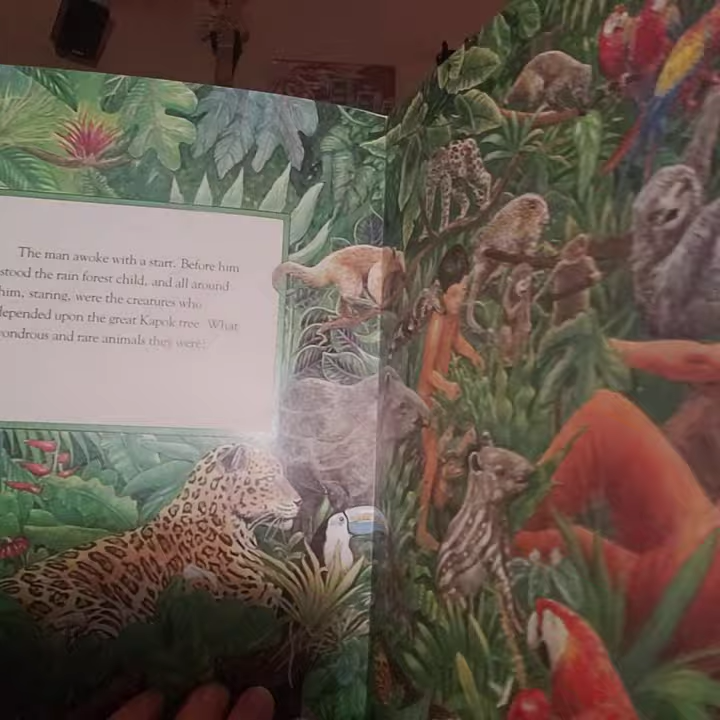 The man awoke with a start. Before him
stood the rain forest child, and all around
him, staring, were the creatures who
depended upon the great Kapok tree. What
wondrous and rare animals they were!